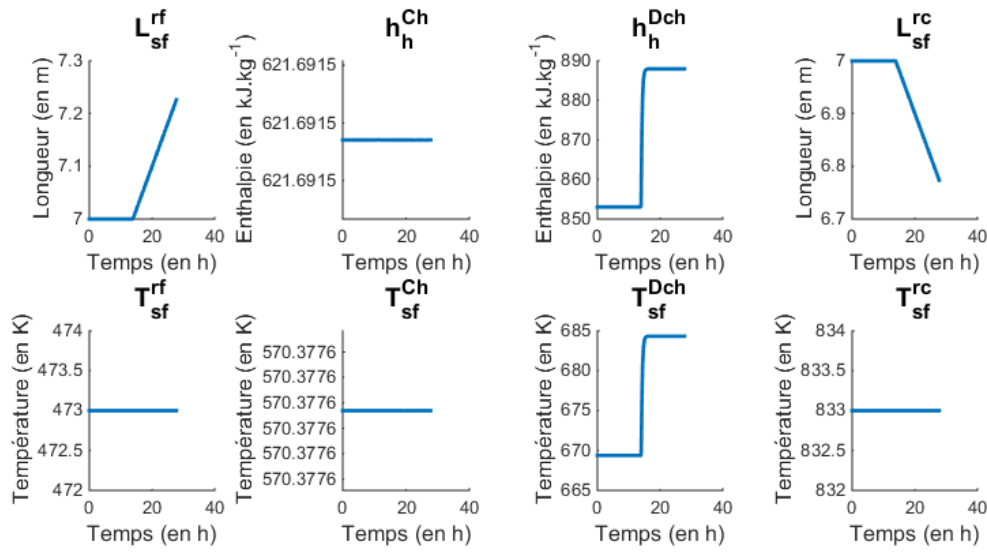 L_sf^rf
Longueur (en m)
7.3
7.2
7.1
7
0 20 40
Temps (en h)
h_h^Ch
Enthalpie (en kJ.kg^-1)
621.6915
621.6915
621.6915
0 20 40
Temps (en h)
h_h^Dch
Enthalpie (en kJ.kg^-1)
890
880
870
860
850
0 20 40
Temps (en h)
L_sf^rc
Longueur (en m)
7
6.9
6.8
6.7
0 20 40
Temps (en h)
T_sf^rf
Température (en K)
474
473.5
473
472.5
472
0 20 40
Temps (en h)
T_sf^Ch
Température (en K)
570.3776
570.3776
570.3776
570.3776
570.3776
570.3776
0 20 40
Temps (en h)
T_sf^Dch
Température (en K)
685
680
675
670
665
0 20 40
Temps (en h)
T_sf^rc
Température (en K)
834
833.5
833
832.5
832
0 20 40
Temps (en h)